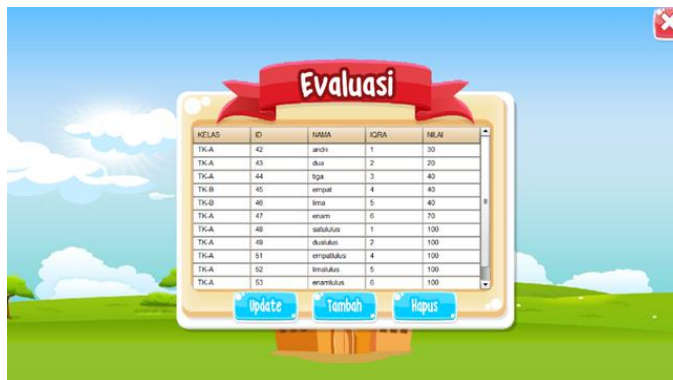 Evaluasi
KELAS ID NAMA IQRA NILAI
TK-A 42 andri 1 30
TK-A 43 dua 2 20
TK-A 44 tiga 3 40
TK-B 45 empat 4 40
TK-B 46 lima 5 40
TK-A 47 enam 6 70
TK-A 48 satululus 1 100
TK-A 49 dualulus 2 100
TK-A 51 empatlulus 4 100
TK-A 52 limalulus 5 100
TK-A 53 enamlulus 6 100
Update Tambah Hapus